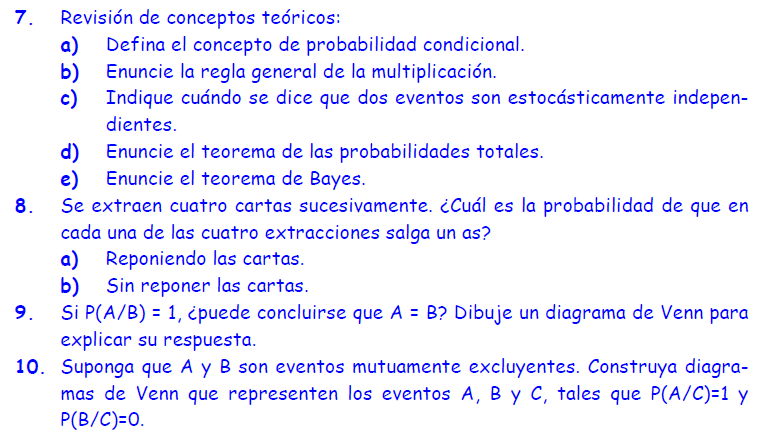 7. Revisión de conceptos teóricos:
a) Defina el concepto de probabilidad condicional.
b) Enuncie la regla general de la multiplicación.
c) Indique cuándo se dice que dos eventos son estocásticamente indepen-
dientes.
d) Enuncie el teorema de las probabilidades totales.
e) Enuncie el teorema de Bayes.
8. Se extraen cuatro cartas sucesivamente. ¿Cuál es la probabilidad de que en
cada una de las cuatro extracciones salga un as?
a) Reponiendo las cartas.
b) Sin reponer las cartas.
9. Si P(A/B) = 1, ¿puede concluirse que A = B? Dibuje un diagrama de Venn para
explicar su respuesta.
10. Suponga que A y B son eventos mutuamente excluyentes. Construya diagra-
mas de Venn que representen los eventos A, B y C, tales que P(A/C)=1 y
P(B/C)=0.